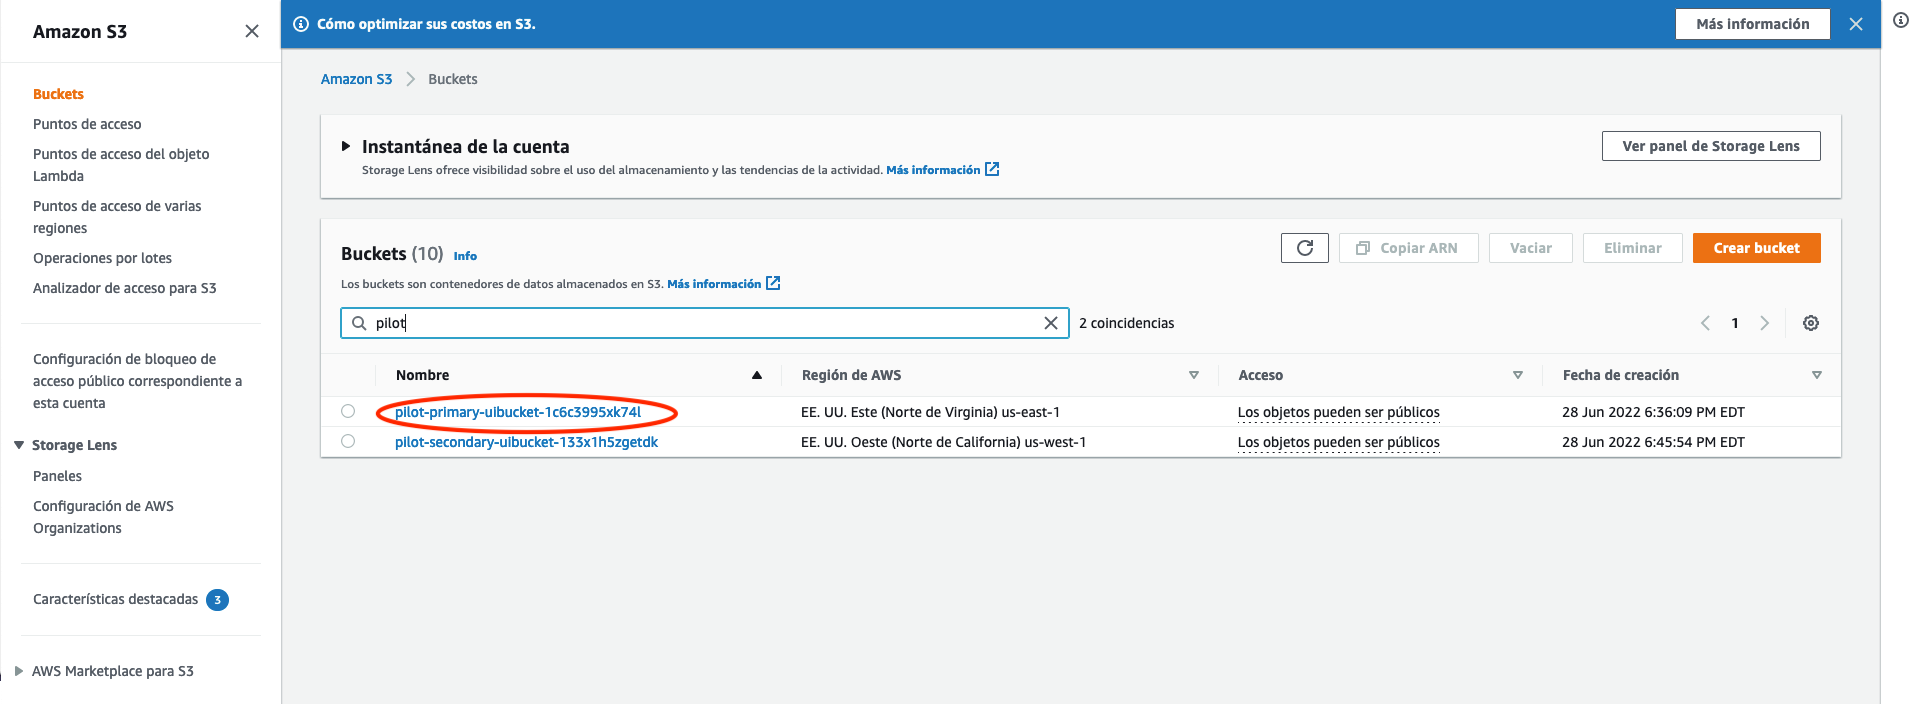 Amazon S3
Buckets
Puntos de acceso
Puntos de acceso del objeto
Lambda
Puntos de acceso de varias
regiones
Operaciones por lotes
Analizador de acceso para S3
Configuración de bloqueo de
acceso público correspondiente a
esta cuenta
Storage Lens
Paneles
Configuración de AWS
Organizations
Características destacadas 3
AWS Marketplace para S3
Cómo optimizar sus costos en S3.
Más información
Amazon S3 Buckets
Instantánea de la cuenta
Ver panel de Storage Lens
Storage Lens ofrece visibilidad sobre el uso del almacenamiento y las tendencias de la actividad. Más información
Buckets (10) Info
Copiar ARN Vaciar Eliminar Crear bucket
Los buckets son contenedores de datos almacenados en S3. Más información
pilot 2 coincidencias 1
Nombre Región de AWS Acceso Fecha de creación
pilot-primary-uibucket-1c6c3995xk74l EE. UU. Este (Norte de Virginia) us-east-1 Los objetos pueden ser públicos 28 Jun 2022 6:36:09 PM EDT
pilot-secondary-uibucket-133x1h5zgetdk EE. UU. Oeste (Norte de California) us-west-1 Los objetos pueden ser públicos 28 Jun 2022 6:45:54 PM EDT